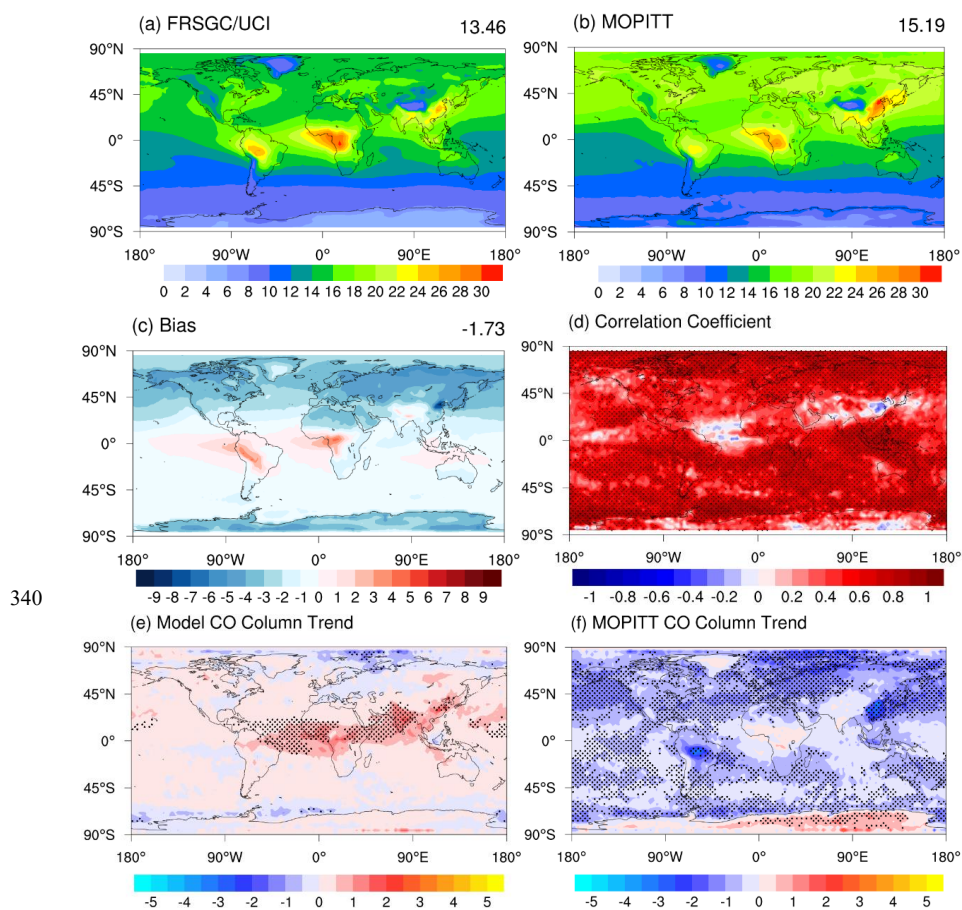 (a) FRSGC/UCI 13.46 (b) MOPITT 15.19
90°N 90°N
45°N 45°N
0° 0°
45°S 45°S
90°S 90°S
180° 90°W 0° 90°E 180° 180° 90°W 0° 90°E 180°
0 2 4 6 8 10 12 14 16 18 20 22 24 26 28 30 0 2 4 6 8 10 12 14 16 18 20 22 24 26 28 30
(c) Bias -1.73 (d) Correlation Coefficient
90°N 90°N
45°N 45°N
0° 0°
45°S 45°S
90°S 90°S
180° 90°W 0° 90°E 180° 180° 90°W 0° 90°E 180°
-9 -8 -7 -6 -5 -4 -3 -2 -1 0 1 2 3 4 5 6 7 8 9 -1 -0.8 -0.6 -0.4 -0.2 0 0.2 0.4 0.6 0.8 1
340
(e) Model CO Column Trend (f) MOPITT CO Column Trend
90°N 90°N
45°N 45°N
0° 0°
45°S 45°S
90°S 90°S
180° 90°W 0° 90°E 180° 180° 90°W 0° 90°E 180°
-5 -4 -3 -2 -1 0 1 2 3 4 5 -5 -4 -3 -2 -1 0 1 2 3 4 5